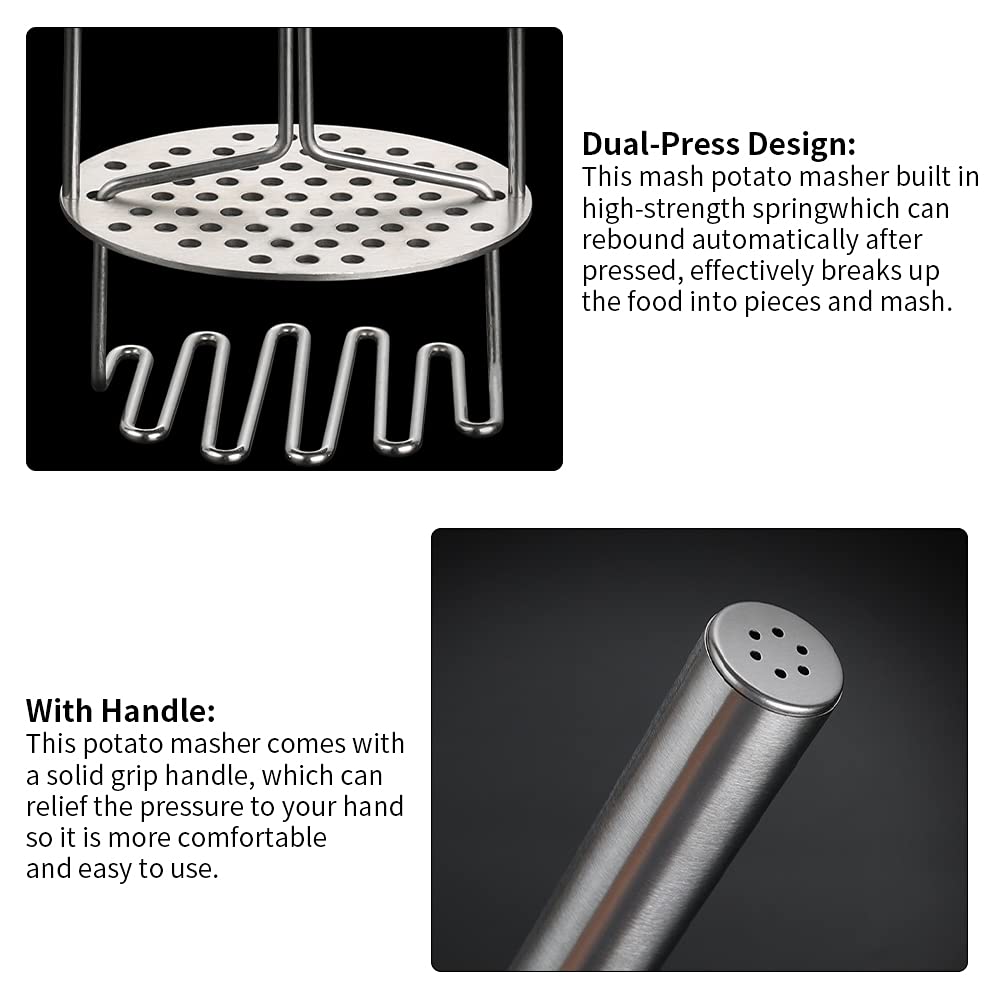 Dual-Press Design:
This mash potato masher built in
high-strength springwhich can
rebound automatically after
pressed, effectively breaks up
the food into pieces and mash.
With Handle:
This potato masher comes with
a solid grip handle, which can
relief the pressure to your hand
so it is more comfortable
and easy to use.